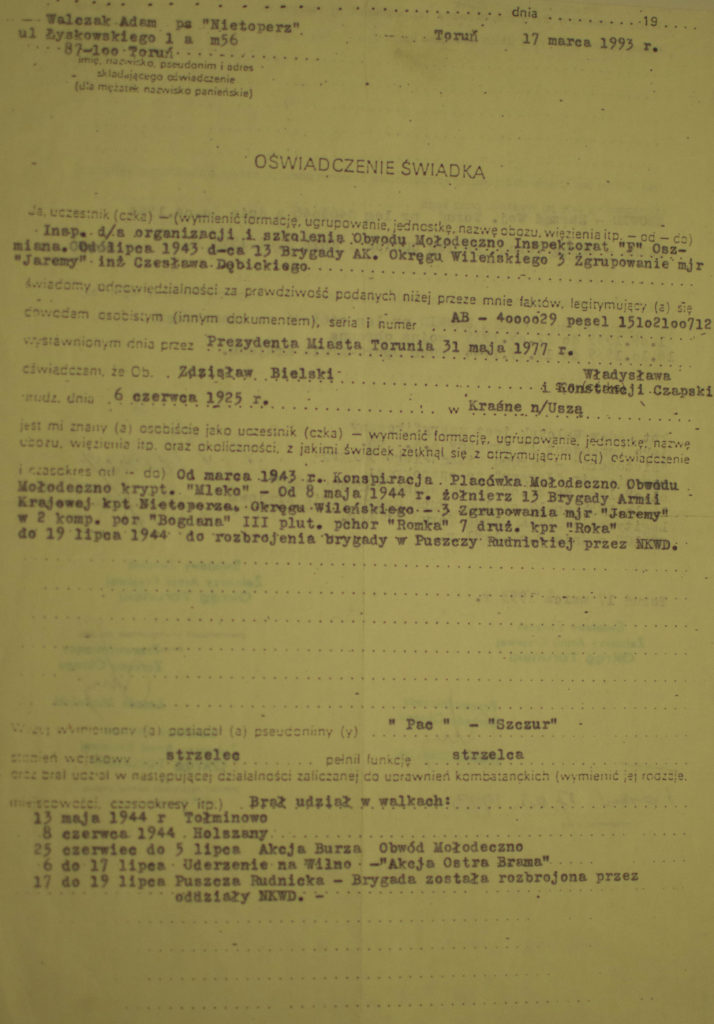 dnia 19
Walczak Adam ps "Nietoperz"
ul Łyskowskiego 1 a m56
Toruń 17 marca 1993 r.
87-1oo Toruń
imię, nazwisko, pseudonim i adres
składającego oświadczenie
(dla mężatek nazwisko panieńskie)
OŚWIADCZENIE ŚWIADKA
Ja, uczestnik (czka) — (wymienić formację, ugrupowanie, jednostkę, nazwę obozu, więzienia itp. — od — do)
Insp. d/a organizacji i szkolenia Obwodu Mołodeczno Inspektorat "F" Osz-
miana. Od lipca 1943 d-ca 13 Brygady AK. Okręgu Wileńskiego 3 Zgrupowanie mjr
"Jaremy" inż Czesława Dębickiego
świadomy odpowiedzialności za prawdziwość podanych niżej przeze mnie faktów, legitymujący (a) się
dowodem osobistym (innym dokumentem), seria i numer AB - 4oooo29 pesel 151o21oo712
wystawnionym dnia przez Prezydenta Miasta Torunia 31 maja 1977 r.
oświadczam, że Ob. Zdzisław Bielski Władysława
i Konstancji Czapski
urodz. dnia 6 czerwca 1925 r. w Kraśne n/Uszą
jest mi znany (a) osobiście jako uczestnik (czka) — wymienić formację, ugrupowanie, jednostkę, nazwę
obozu, więzienia itp. oraz okoliczności, z jakimi świadek zetknął się z otrzymującym (cą) oświadczenie
i czasokres od — do) Od marca 1943 r. Konspiracja Placówka Mołodeczno Obwodu
Mołodeczno krypt. "Mleko" - Od 8 maja 1944 r. żołnierz 13 Brygady Armii
Krajowej kpt Nietoperza. Okręgu Wileńskiego - 3 Zgrupowania mjr "Jaremy"
w 2 komp. por "Bogdana" III plut. pchor "Romka" 7 druż. kpr "Roka"
do 19 lipca 1944 do rozbrojenia brygady w Puszczy Rudnickiej przez NKWD.
W/wymieniony (a) posiadał (a) pseudonimy (y) " Pac " - "Szczur"
stopień wojskowy strzelec pełnił funkcję strzelca
oraz brał udział w następującej działalności zaliczanej do uprawnień kombatanckich (wymienić jej rodzaje,
miejscowości, czasookresy itp.) Brał udział w walkach:
13 maja 1944 r Tołminowo
8 czerwca 1944 Holszany
25 czerwiec do 5 lipca Akcja Burza Obwód Mołodeczno
6 do 17 lipca Uderzenie na Wilno -"Akcja Ostra Brama"
17 do 19 lipca Puszcza Rudnicka - Brygada została rozbrojona przez
oddziały NKWD. -